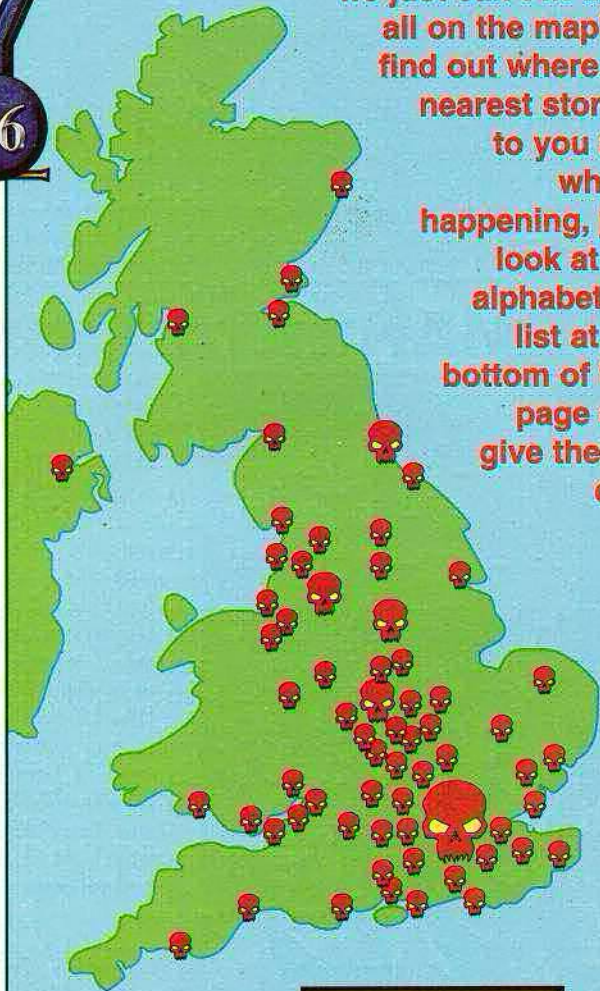 6
all on the map
find out where
nearest stor
to you
wh
happening,
look at
alphabet
list at
bottom of
page
give the